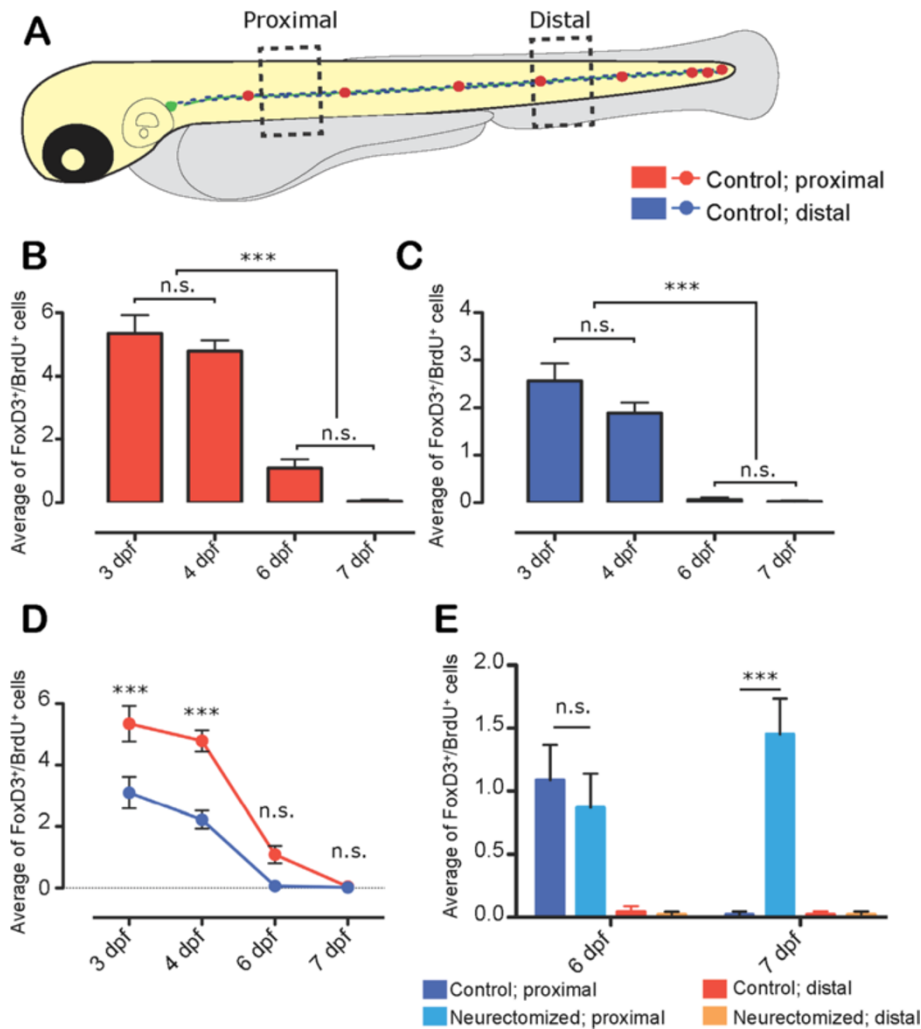 A
Proximal
Distal
Control; proximal
Control; distal
B
Average of FoxD3+/BrdU+ cells
6
4
2
0
n.s.
***
n.s.
3 dpf
4 dpf
6 dpf
7 dpf
C
Average of FoxD3+/BrdU+ cells
4
3
2
1
0
n.s.
***
n.s.
3 dpf
4 dpf
6 dpf
7 dpf
D
Average of FoxD3+/BrdU+ cells
6
4
2
0
***
***
n.s.
n.s.
3 dpf
4 dpf
6 dpf
7 dpf
E
Average of FoxD3+/BrdU+ cells
2.0
1.5
1.0
0.5
0.0
n.s.
***
6 dpf
7 dpf
Control; proximal
Control; distal
Neurectomized; proximal
Neurectomized; distal